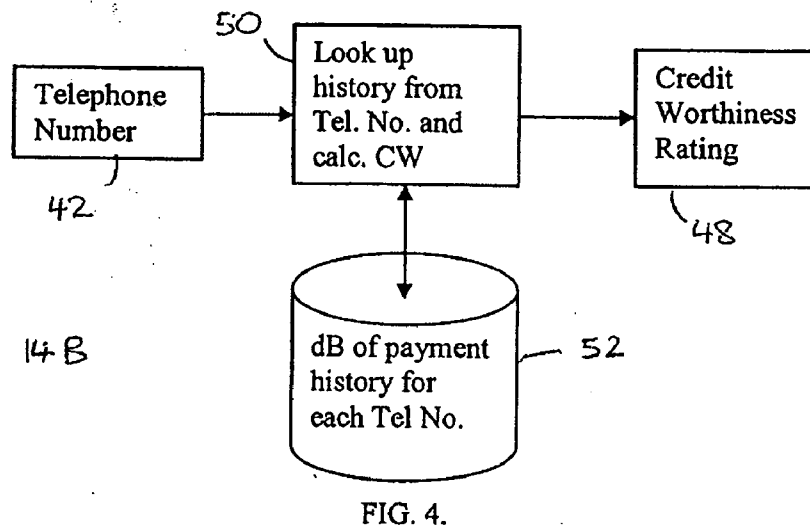 50
Look up
history from
Tel. No. and
calc. CW
Telephone
Number
42
Credit
Worthiness
Rating
48
14B
dB of payment
history for
each Tel No.
52
FIG. 4.